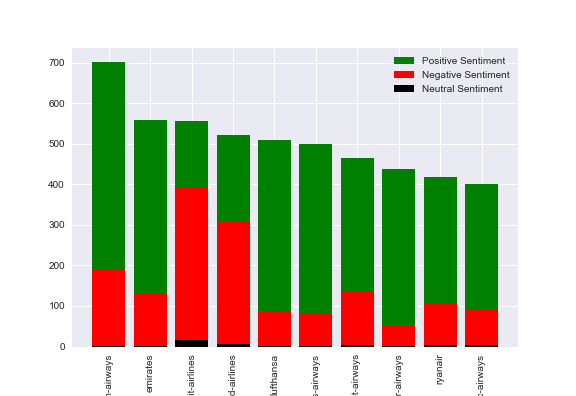 Positive Sentiment
Negative Sentiment
Neutral Sentiment
700
600
500
400
300
200
100
0
-airways
emirates
it-airlines
d-airlines
lufthansa
s-airways
t-airways
r-airways
ryanair
c-airways